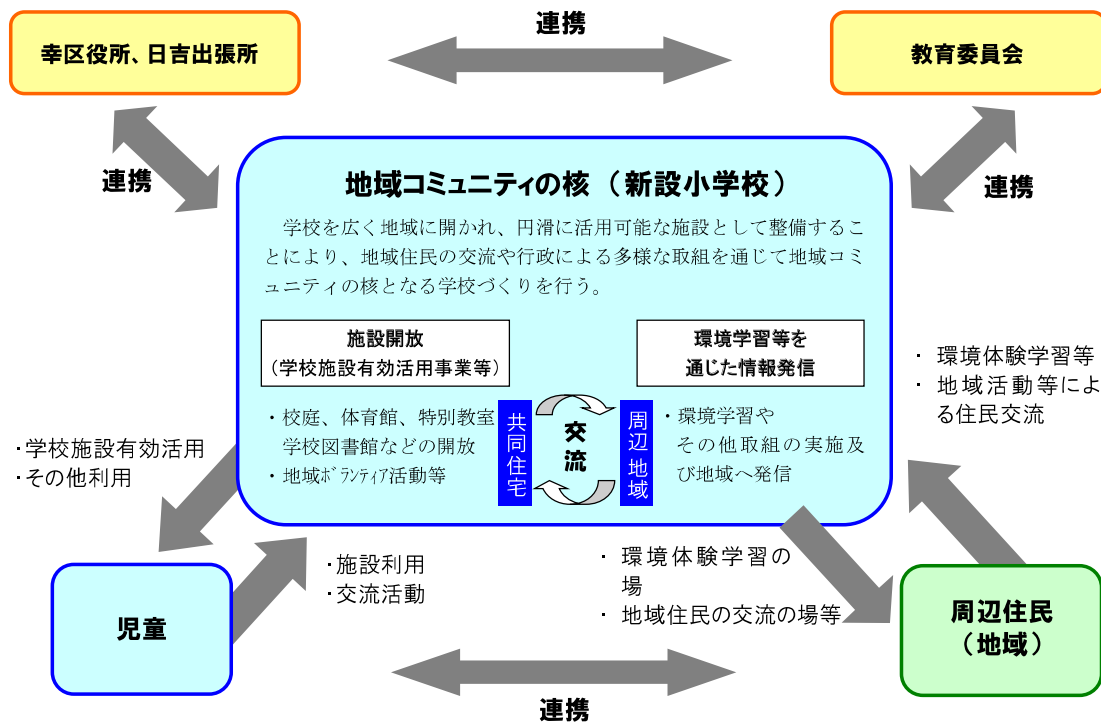 連携
幸区役所、日吉出張所
教育委員会
連携
連携
地域コミュニティの核（新設小学校）
学校を広く地域に開かれ、円滑に活用可能な施設として整備するこ
とにより、地域住民の交流や行政による多様な取組を通じて地域コミ
ュニティの核となる学校づくりを行う。
施設開放
（学校施設有効活用事業等）
環境学習等を
通じた情報発信
・校庭、体育館、特別教室
学校図書館などの開放
・地域ﾎﾞﾗﾝﾃｨｱ活動等
共同住宅
交流
周辺 地域
・環境学習や
その他取組の実施及
び地域へ発信
・ 環境体験学習等
・ 地域活動等によ
る住民交流
・学校施設有効活用
・その他利用
・施設利用
・交流活動
・ 環境体験学習の
場
・ 地域住民の交流の場等
児童
周辺住民
（地域）
連携